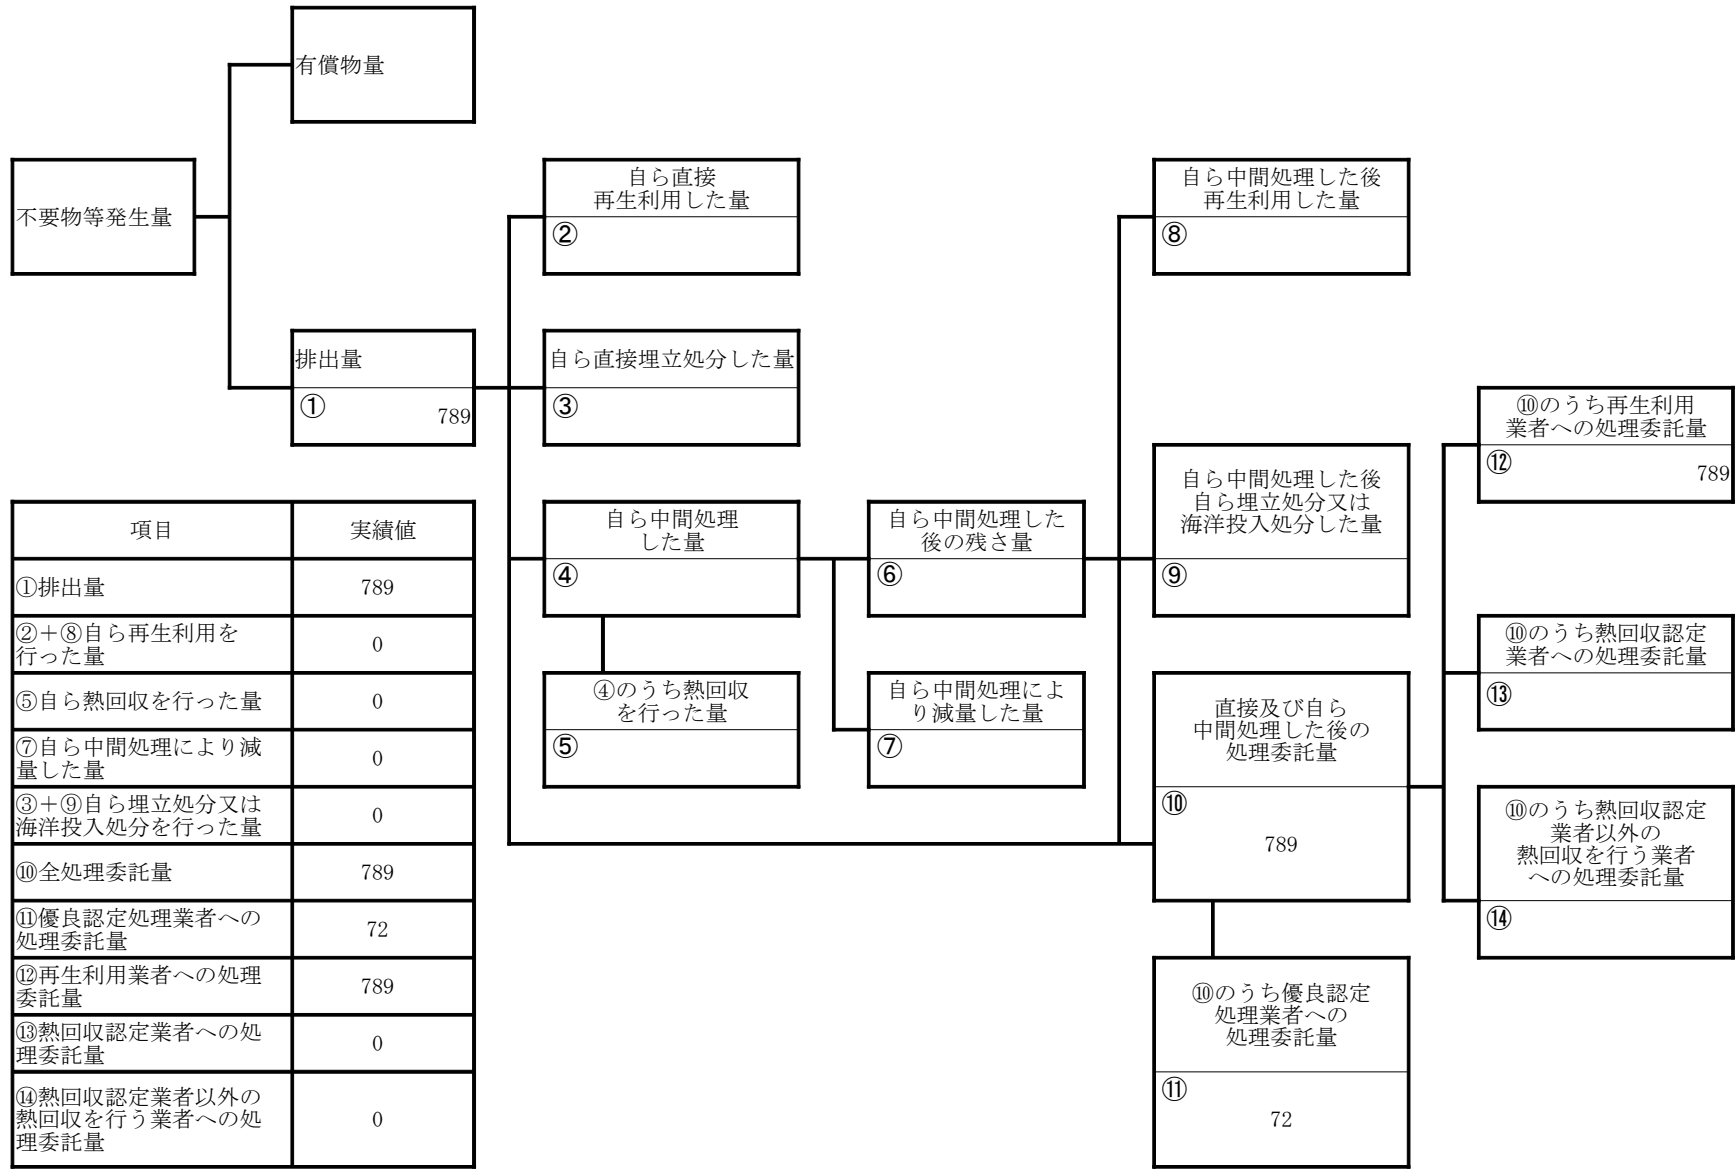 有償物量
不要物等発生量
排出量
①
789
自ら直接
再生利用した量
②
自ら直接埋立処分した量
③
自ら中間処理
した量
④
④のうち熱回収
を行った量
⑤
自ら中間処理した
後の残さ量
⑥
自ら中間処理によ
り減量した量
⑦
自ら中間処理した後
再生利用した量
⑧
自ら中間処理した後
自ら埋立処分又は
海洋投入処分した量
⑨
直接及び自ら
中間処理した後の
処理委託量
⑩
789
⑩のうち優良認定
処理業者への
処理委託量
⑪
72
⑩のうち再生利用
業者への処理委託量
⑫
789
⑩のうち熱回収認定
業者への処理委託量
⑬
⑩のうち熱回収認定
業者以外の
熱回収を行う業者
への処理委託量
⑭
項目 実績値
①排出量 789
②＋⑧自ら再生利用を
行った量 0
⑤自ら熱回収を行った量 0
⑦自ら中間処理により減
量した量 0
③＋⑨自ら埋立処分又は
海洋投入処分を行った量 0
⑩全処理委託量 789
⑪優良認定処理業者への
処理委託量 72
⑫再生利用業者への処理
委託量 789
⑬熱回収認定業者への処
理委託量 0
⑭熱回収認定業者以外の
熱回収を行う業者への処
理委託量 0